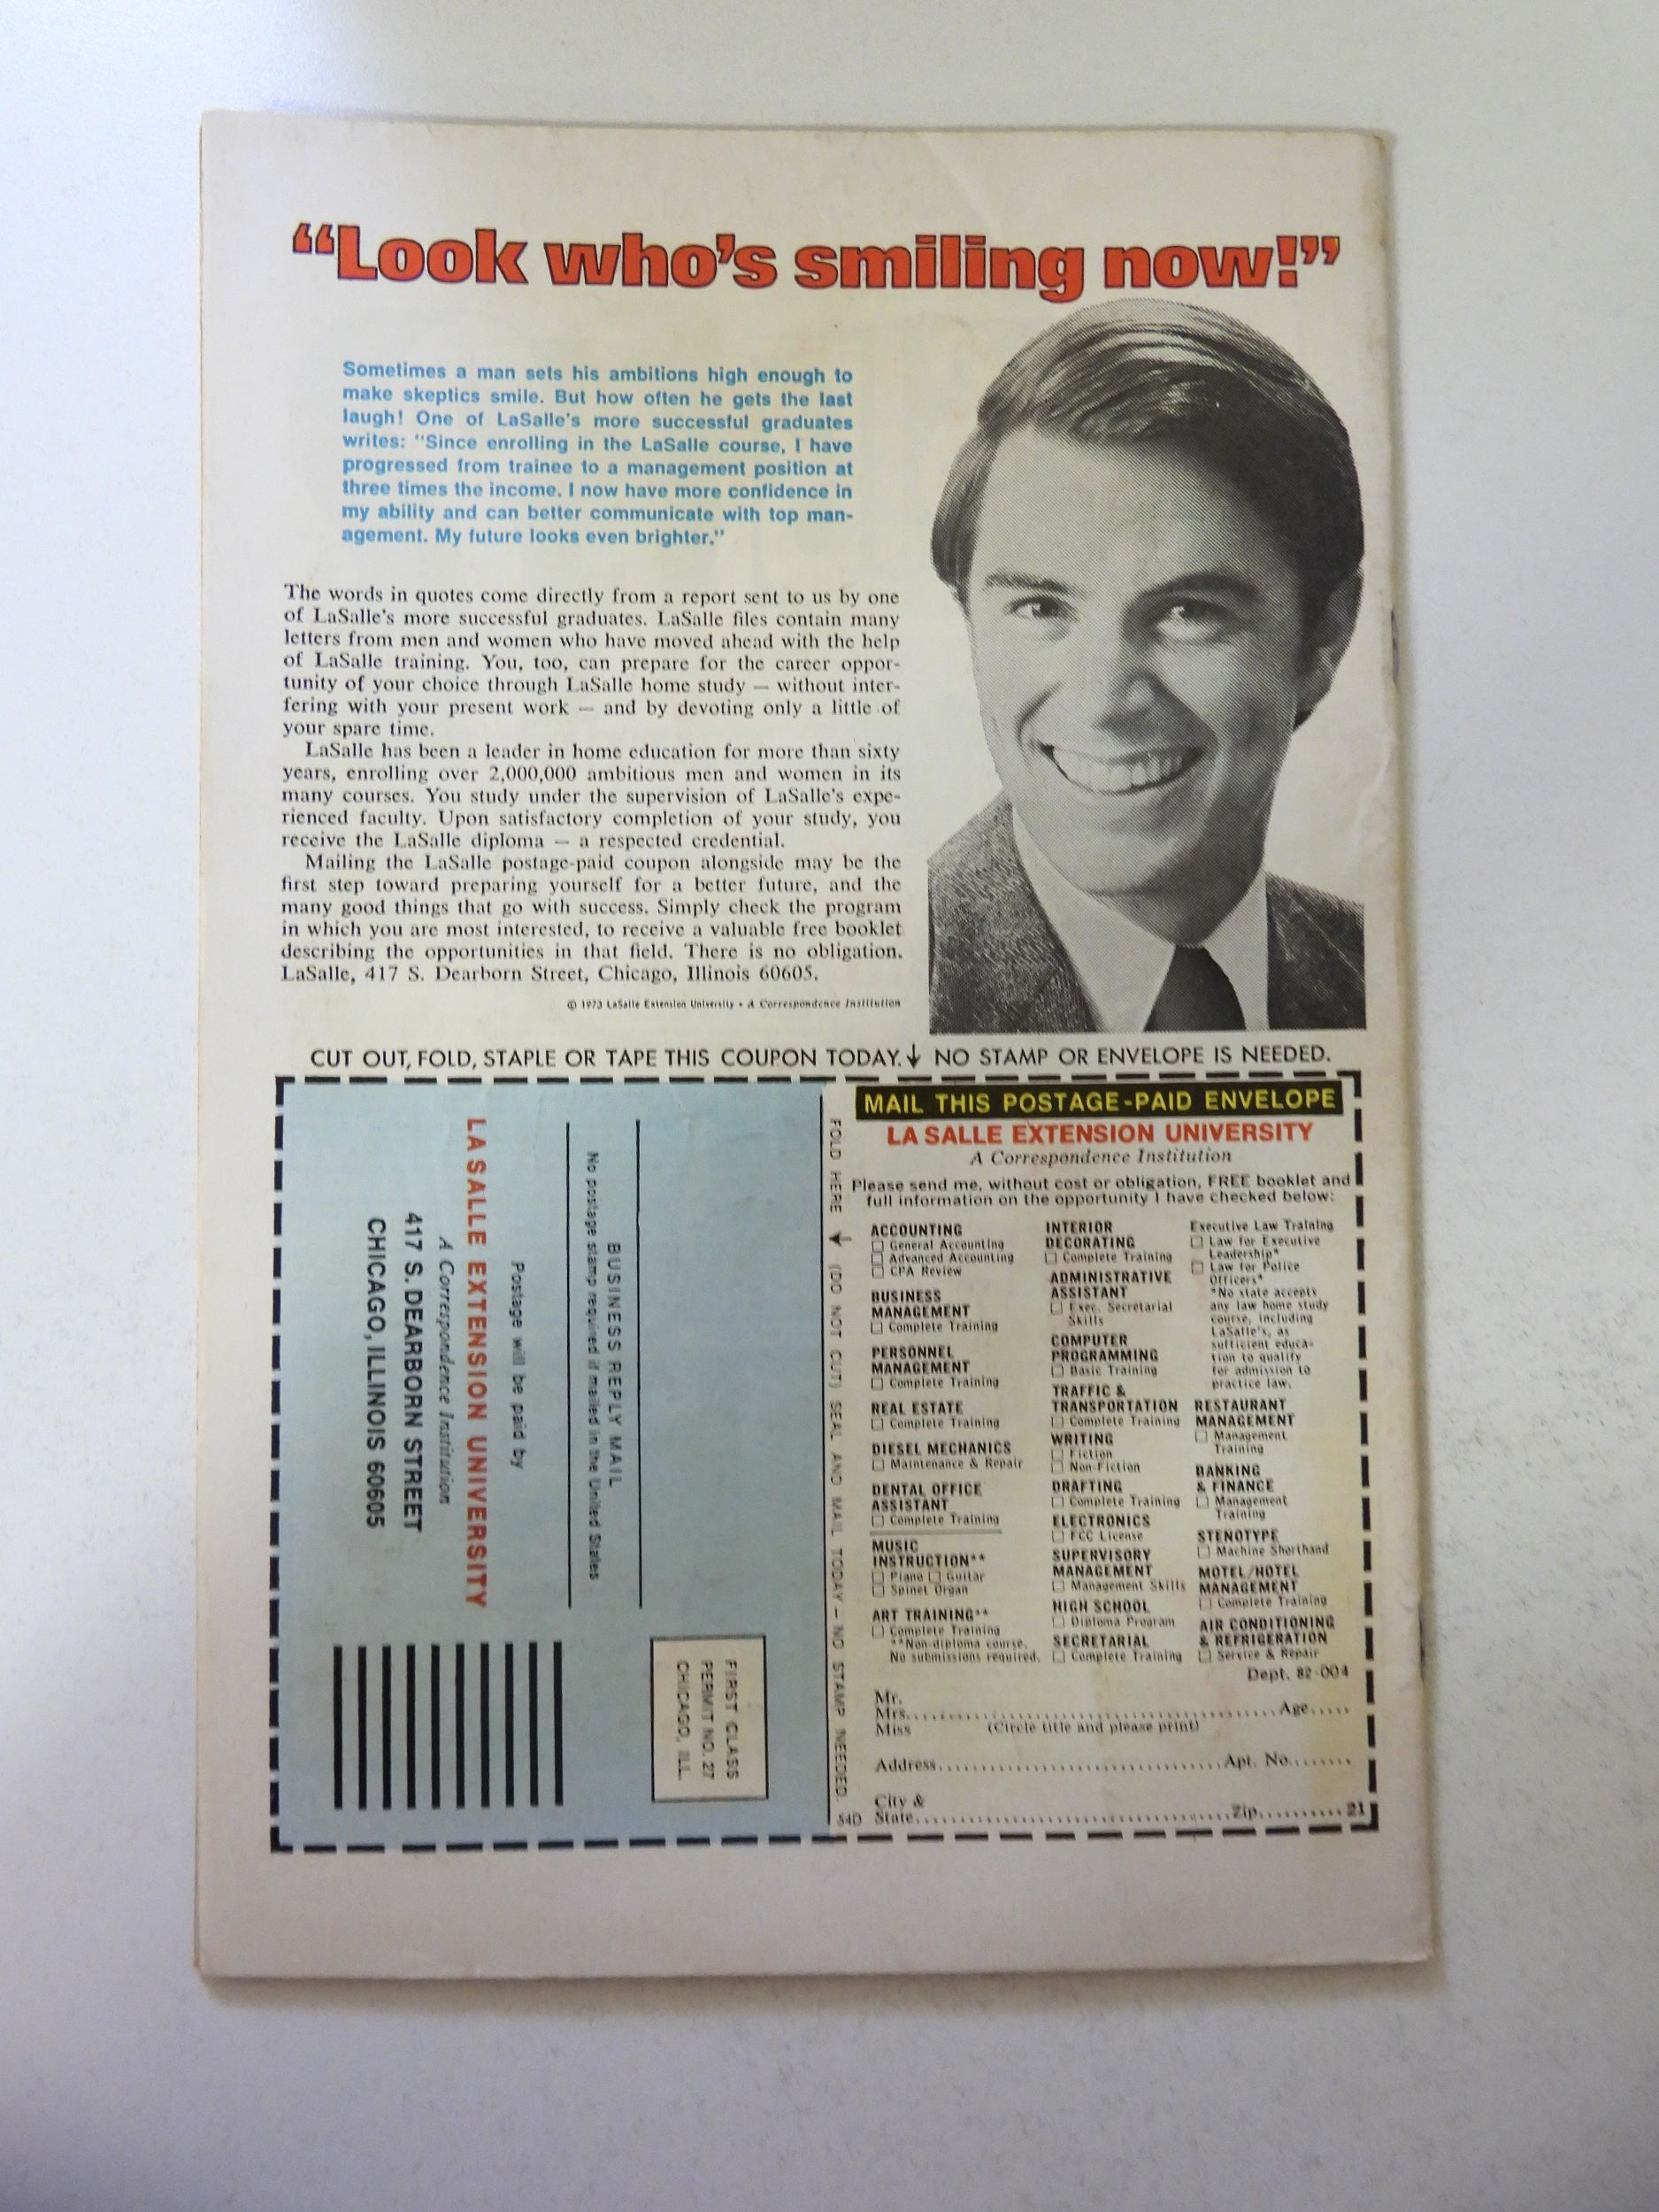 “Look who’s smiling now!”
Sometimes a man sets his ambitions high enough to
make skeptics smile. But how often he gets the last
laugh! One of LaSalle's more successful graduates
writes: "Since enrolling in the LaSalle course, I have
progressed from trainee to a management position at
three times the income. I now have more confidence in
my ability and can better communicate with top man-
agement. My future looks even brighter."
The words in quotes come directly from a report sent to us by one
of LaSalle's more successful graduates. LaSalle files contain many
letters from men and women who have moved ahead with the help
of LaSalle training. You, too, can prepare for the career oppor-
tunity of your choice through LaSalle home study — without inter-
fering with your present work — and by devoting only a little of
your spare time.
LaSalle has been a leader in home education for more than sixty
years, enrolling over 2,000,000 ambitious men and women in its
many courses. You study under the supervision of LaSalle's expe-
rienced faculty. Upon satisfactory completion of your study, you
receive the LaSalle diploma — a respected credential.
Mailing the LaSalle postage-paid coupon alongside may be the
first step toward preparing yourself for a better future, and the
many good things that go with success. Simply check the program
in which you are most interested, to receive a valuable free booklet
describing the opportunities in that field. There is no obligation.
LaSalle, 417 S. Dearborn Street, Chicago, Illinois 60605.
© 1973 LaSalle Extension University • A Correspondence Institution
CUT OUT, FOLD, STAPLE OR TAPE THIS COUPON TODAY. ↓ NO STAMP OR ENVELOPE IS NEEDED.
FIRST CLASS
PERMIT NO. 27
CHICAGO, ILL.
BUSINESS REPLY MAIL
No postage stamp required if mailed in the United States
Postage will be paid by
LA SALLE EXTENSION UNIVERSITY
A Correspondence Institution
417 S. DEARBORN STREET
CHICAGO, ILLINOIS 60605
FOLD HERE (DO NOT CUT) SEAL AND MAIL TODAY — NO STAMP NEEDED.
MAIL THIS POSTAGE-PAID ENVELOPE
LA SALLE EXTENSION UNIVERSITY
A Correspondence Institution
Please send me, without cost or obligation, FREE booklet and
full information on the opportunity I have checked below:
ACCOUNTING
☐ General Accounting
☐ Advanced Accounting
☐ CPA Review
BUSINESS
MANAGEMENT
☐ Complete Training
PERSONNEL
MANAGEMENT
☐ Complete Training
REAL ESTATE
☐ Complete Training
DIESEL MECHANICS
☐ Maintenance & Repair
DENTAL OFFICE
ASSISTANT
☐ Complete Training
MUSIC
INSTRUCTION**
☐ Piano ☐ Guitar
☐ Spinet Organ
ART TRAINING**
☐ Complete Training
**Non-diploma course.
No submissions required.
INTERIOR
DECORATING
☐ Complete Training
ADMINISTRATIVE
ASSISTANT
☐ Exec. Secretarial
Skills
COMPUTER
PROGRAMMING
☐ Basic Training
TRAFFIC &
TRANSPORTATION
☐ Complete Training
WRITING
☐ Fiction
☐ Non-Fiction
DRAFTING
☐ Complete Training
ELECTRONICS
☐ FCC License
SUPERVISORY
MANAGEMENT
☐ Management Skills
HIGH SCHOOL
☐ Diploma Program
SECRETARIAL
☐ Complete Training
Executive Law Training
☐ Law for Executive
Leadership*
☐ Law for Police
Officers*
*No state accepts
any law home study
course, including
LaSalle's, as
sufficient educa-
tion to qualify
for admission to
practice law.
RESTAURANT
MANAGEMENT
☐ Management
Training
BANKING
& FINANCE
☐ Management
Training
STENOTYPE
☐ Machine Shorthand
MOTEL/HOTEL
MANAGEMENT
☐ Complete Training
AIR CONDITIONING
& REFRIGERATION
☐ Service & Repair
Dept. 82-004
Mr.
Mrs. Age
Miss (Circle title and please print)
Address Apt. No.
City &
State Zip 21
54D